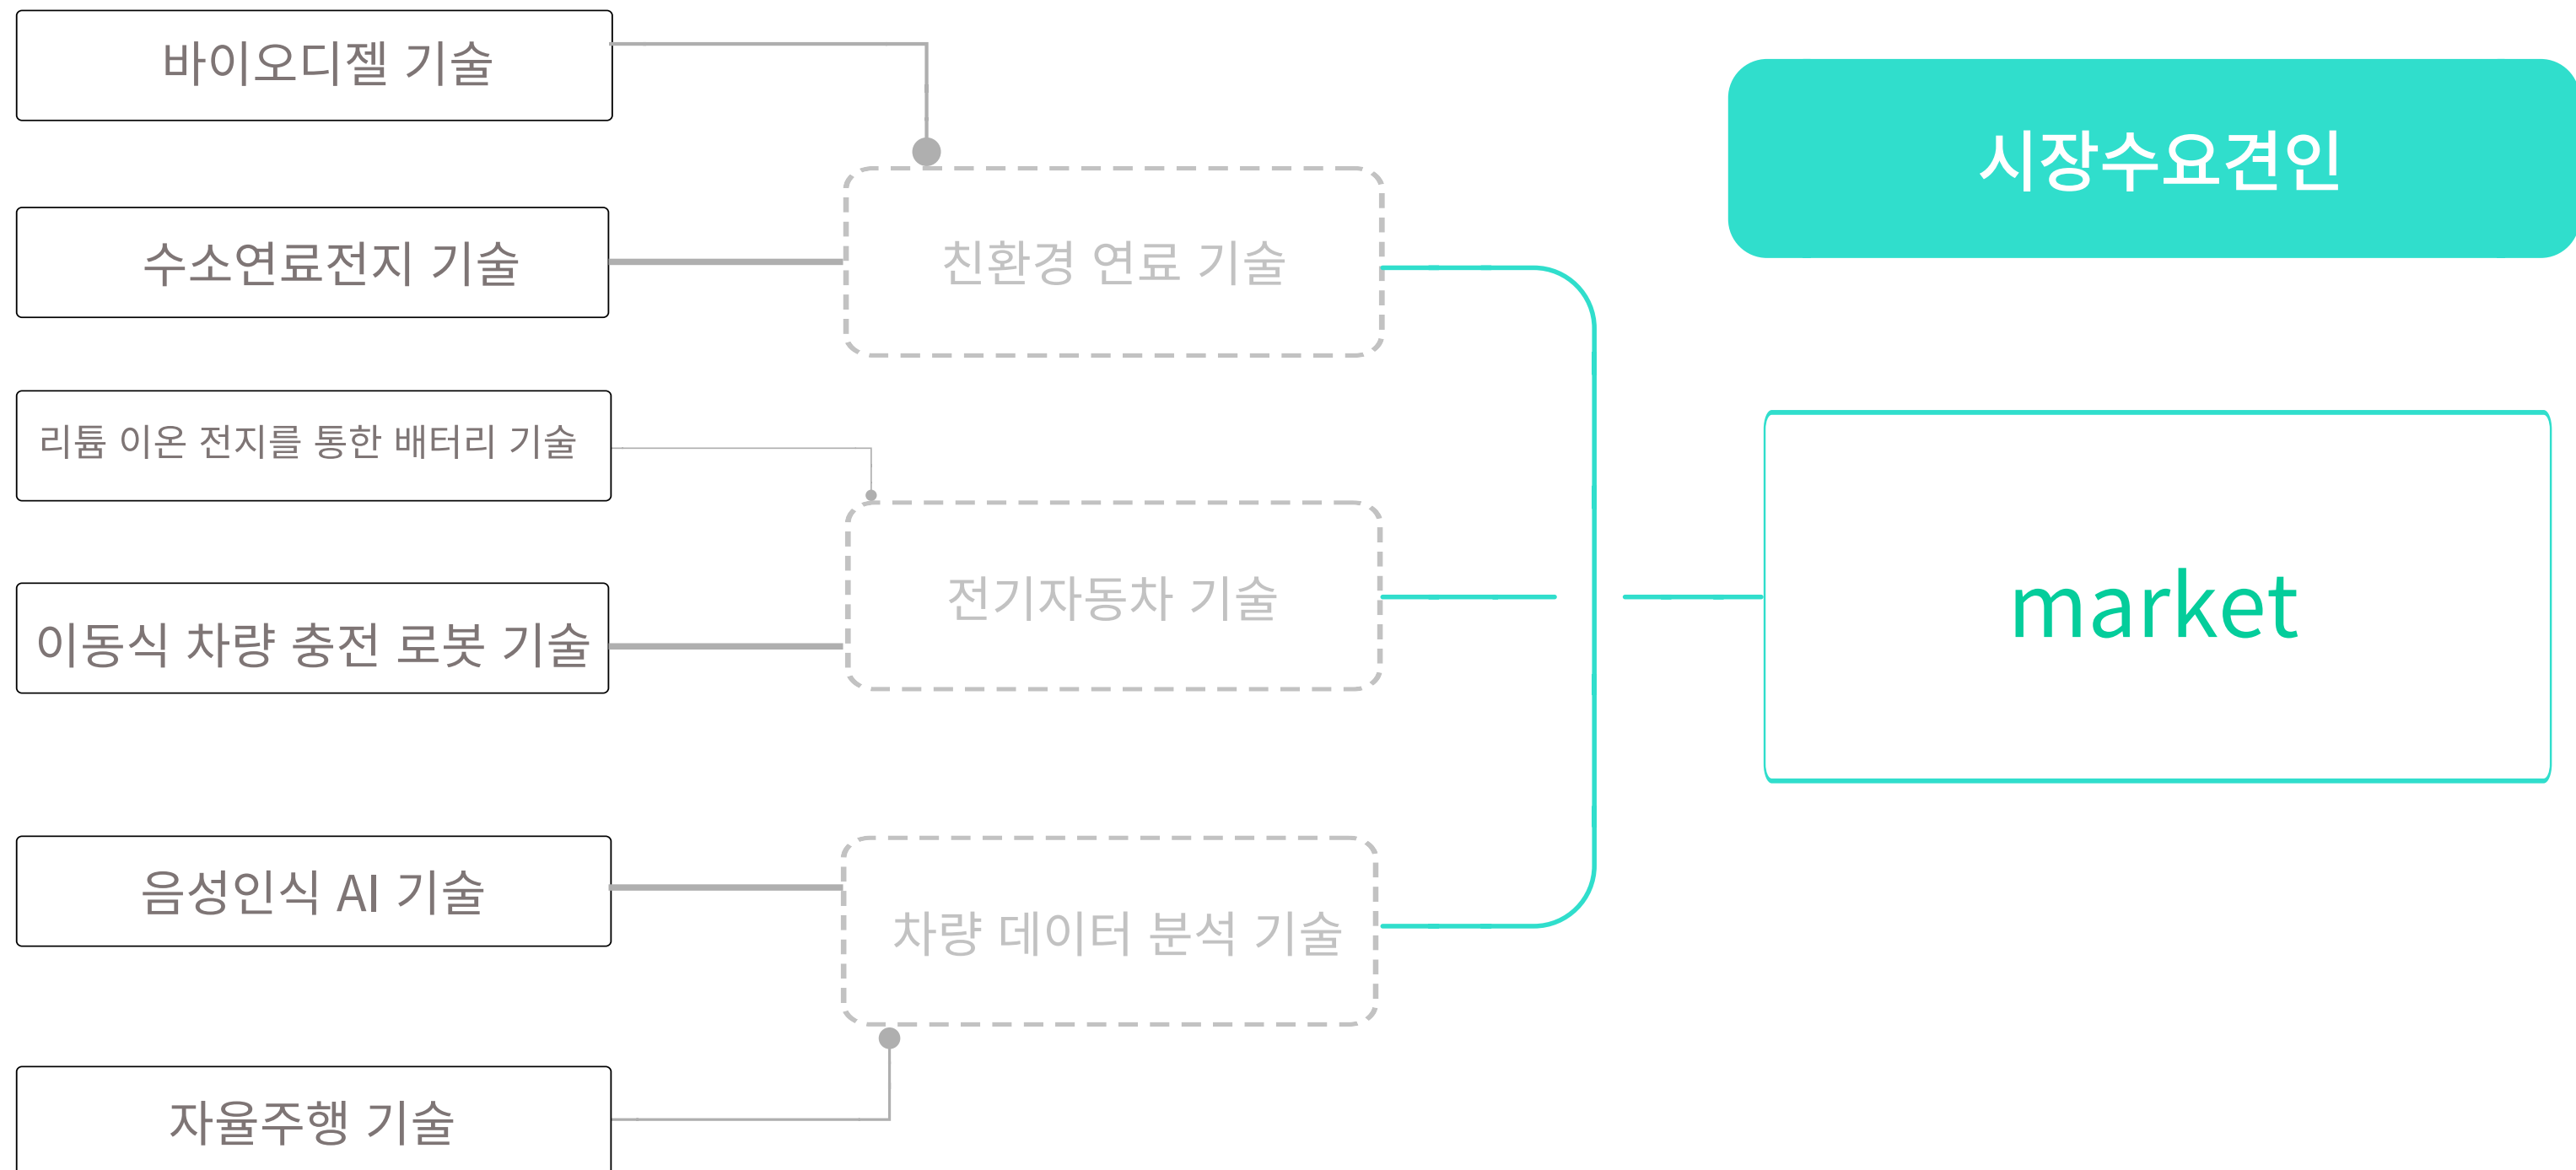 바이오디젤 기술
수소연료전지 기술
리튬 이온 전지를 통한 배터리 기술
이동식 차량 충전 로봇 기술
음성인식 AI 기술
자율주행 기술
친환경 연료 기술
전기자동차 기술
차량 데이터 분석 기술
시장수요견인
market